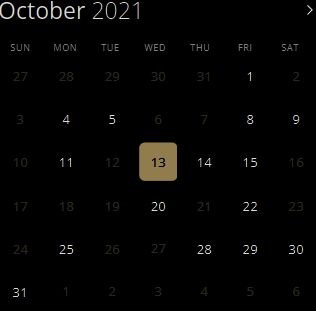 October 2021 >
SUN MON TUE WED THU FRI SAT
27 28 29 30 31 1 2
3 4 5 6 7 8 9
10 11 12 13 14 15 16
17 18 19 20 21 22 23
24 25 26 27 28 29 30
31 1 2 3 4 5 6